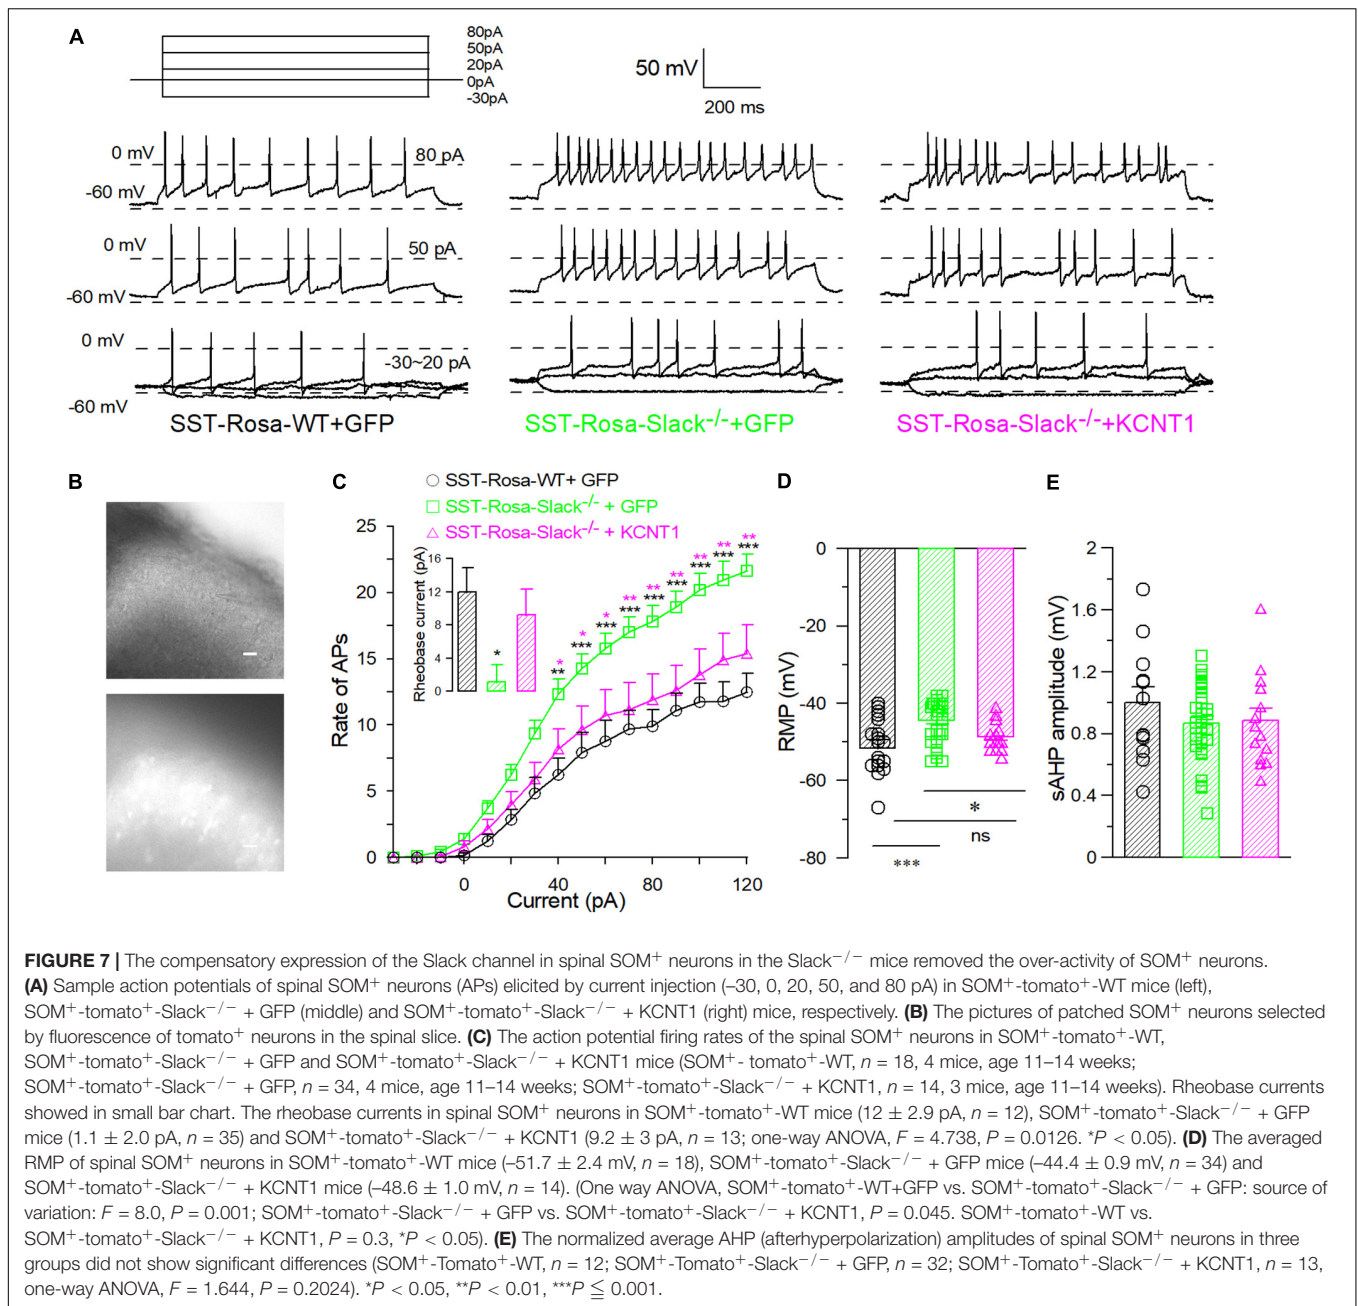 A
80pA
50pA
20pA
0pA
-30pA
50 mV
200 ms
0 mV
80 pA
-60 mV
0 mV
50 pA
-60 mV
0 mV
-30~20 pA
-60 mV
SST-Rosa-WT+GFP
SST-Rosa-Slack-/-+GFP
SST-Rosa-Slack-/-+KCNT1
B
C
SST-Rosa-WT+ GFP
SST-Rosa-Slack-/- + GFP
SST-Rosa-Slack-/- + KCNT1
Rate of APs
25
20
15
10
5
0
Rheobase current (pA)
16
12
8
4
0
*
* * * ** ** ** ** ** **
** *** *** *** *** *** *** *** ***
0 40 80 120
Current (pA)
D
RMP (mV)
0
-20
-40
-60
-80
*
ns
***
E
sAHP amplitude (mV)
2
1.6
1.2
0.8
0.4
0
FIGURE 7 | The compensatory expression of the Slack channel in spinal SOM+ neurons in the Slack−/− mice removed the over-activity of SOM+ neurons.
(A) Sample action potentials of spinal SOM+ neurons (APs) elicited by current injection (–30, 0, 20, 50, and 80 pA) in SOM+-tomato+-WT mice (left),
SOM+-tomato+-Slack−/− + GFP (middle) and SOM+-tomato+-Slack−/− + KCNT1 (right) mice, respectively. (B) The pictures of patched SOM+ neurons selected
by fluorescence of tomato+ neurons in the spinal slice. (C) The action potential firing rates of the spinal SOM+ neurons in SOM+-tomato+-WT,
SOM+-tomato+-Slack−/− + GFP and SOM+-tomato+-Slack−/− + KCNT1 mice (SOM+- tomato+-WT, n = 18, 4 mice, age 11–14 weeks;
SOM+-tomato+-Slack−/− + GFP, n = 34, 4 mice, age 11–14 weeks; SOM+-tomato+-Slack−/− + KCNT1, n = 14, 3 mice, age 11–14 weeks). Rheobase currents
showed in small bar chart. The rheobase currents in spinal SOM+ neurons in SOM+-tomato+-WT mice (12 ± 2.9 pA, n = 12), SOM+-tomato+-Slack−/− + GFP
mice (1.1 ± 2.0 pA, n = 35) and SOM+-tomato+-Slack−/− + KCNT1 (9.2 ± 3 pA, n = 13; one-way ANOVA, F = 4.738, P = 0.0126. *P < 0.05). (D) The averaged
RMP of spinal SOM+ neurons in SOM+-tomato+-WT mice (–51.7 ± 2.4 mV, n = 18), SOM+-tomato+-Slack−/− + GFP mice (–44.4 ± 0.9 mV, n = 34) and
SOM+-tomato+-Slack−/− + KCNT1 mice (–48.6 ± 1.0 mV, n = 14). (One way ANOVA, SOM+-tomato+-WT+GFP vs. SOM+-tomato+-Slack−/− + GFP: source of
variation: F = 8.0, P = 0.001; SOM+-tomato+-Slack−/− + GFP vs. SOM+-tomato+-Slack−/− + KCNT1, P = 0.045. SOM+-tomato+-WT vs.
SOM+-tomato+-Slack−/− + KCNT1, P = 0.3, *P < 0.05). (E) The normalized average AHP (afterhyperpolarization) amplitudes of spinal SOM+ neurons in three
groups did not show significant differences (SOM+-Tomato+-WT, n = 12; SOM+-Tomato+-Slack−/− + GFP, n = 32; SOM+-Tomato+-Slack−/− + KCNT1, n = 13,
one-way ANOVA, F = 1.644, P = 0.2024). *P < 0.05, **P < 0.01, ***P ≦ 0.001.